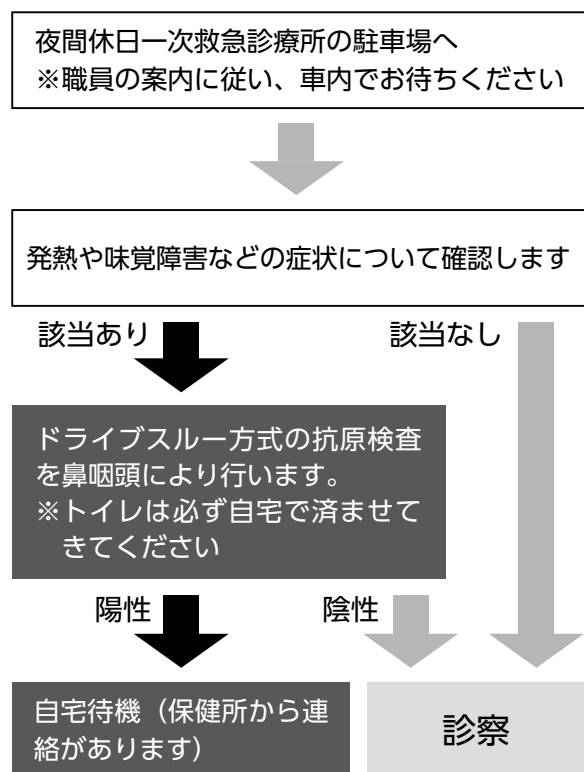 夜間休日一次救急診療所の駐車場へ
※職員の案内に従い、車内でお待ちください
発熱や味覚障害などの症状について確認します
該当あり
該当なし
ドライブスルー方式の抗原検査
を鼻咽頭により行います。
※トイレは必ず自宅で済ませて
きてください
陽性
陰性
自宅待機（保健所から連
絡があります）
診察